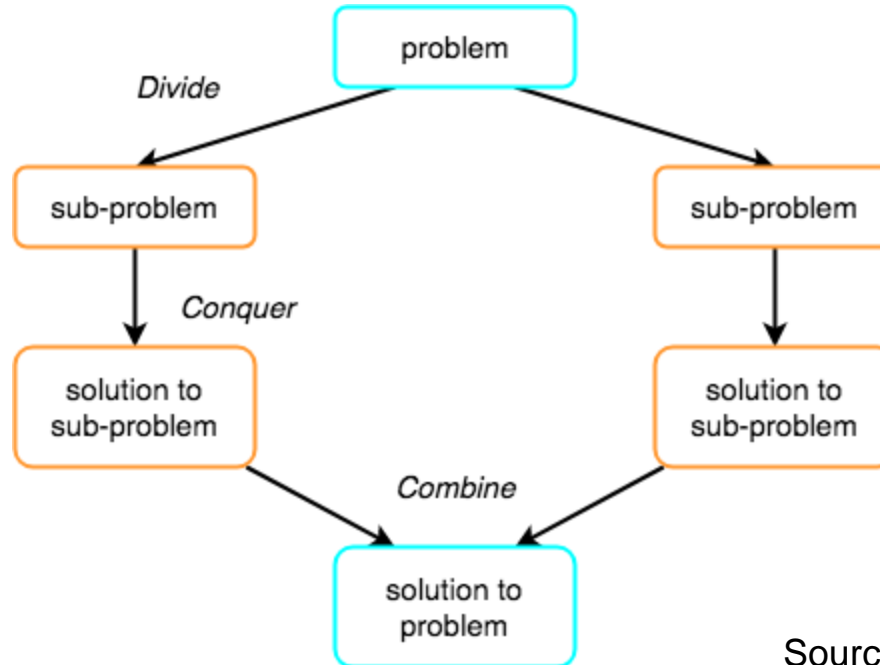 problem
Divide
sub-problem
sub-problem
Conquer
solution to
sub-problem
solution to
sub-problem
Combine
solution to
problem